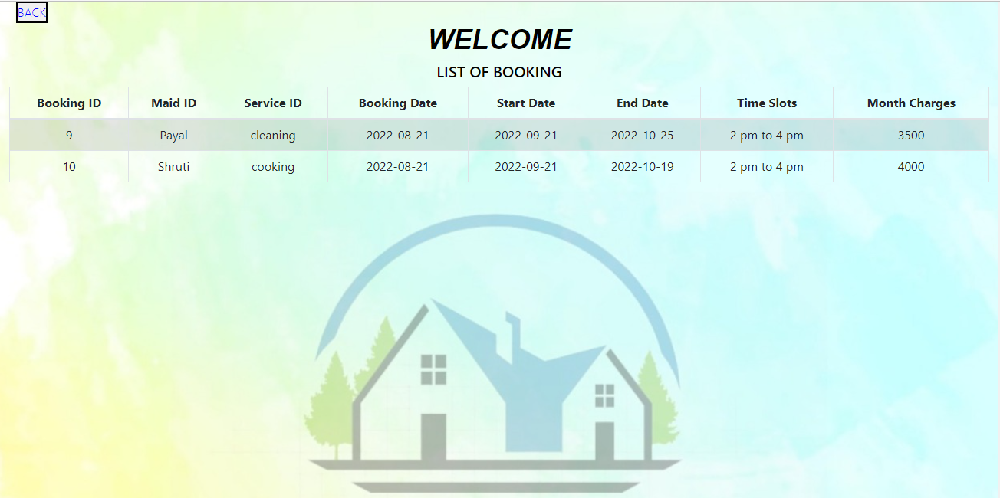 BACK
WELCOME
LIST OF BOOKING
Booking ID Maid ID Service ID Booking Date Start Date End Date Time Slots Month Charges
9 Payal cleaning 2022-08-21 2022-09-21 2022-10-25 2 pm to 4 pm 3500
10 Shruti cooking 2022-08-21 2022-09-21 2022-10-19 2 pm to 4 pm 4000